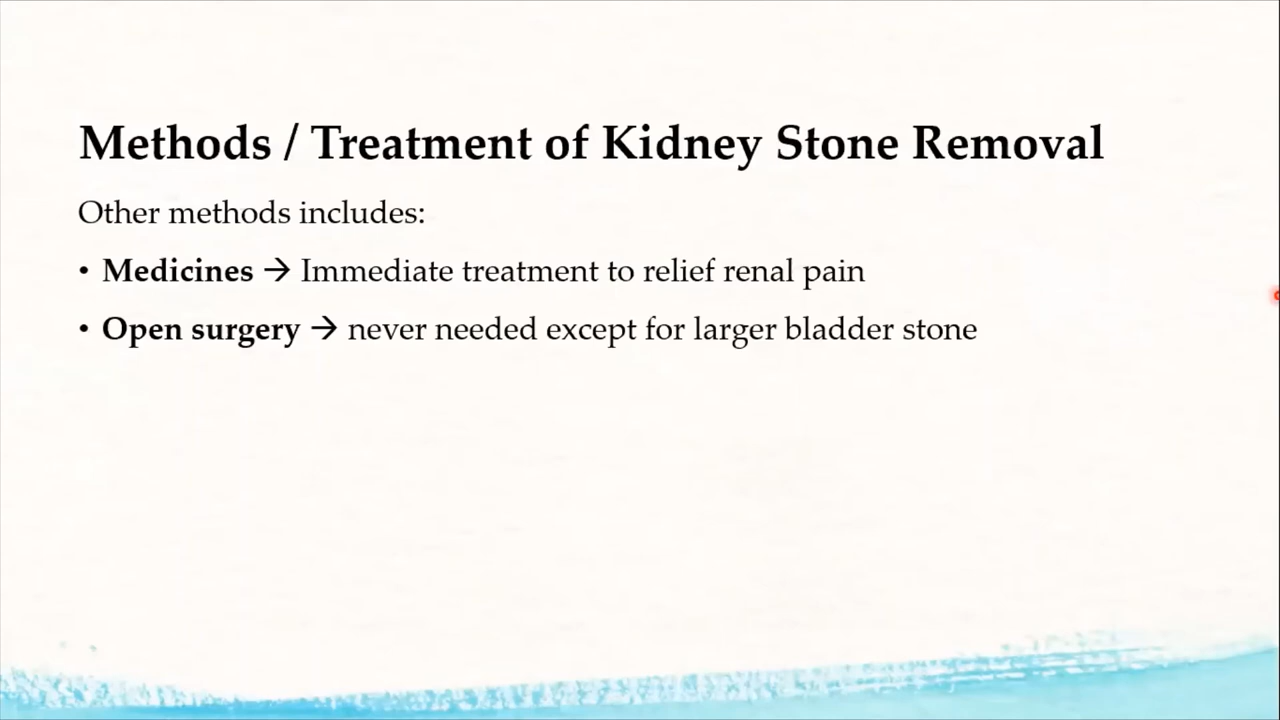 Methods / Treatment of Kidney Stone Removal
Other methods includes:
• Medicines → Immediate treatment to relief renal pain
• Open surgery → never needed except for larger bladder stone